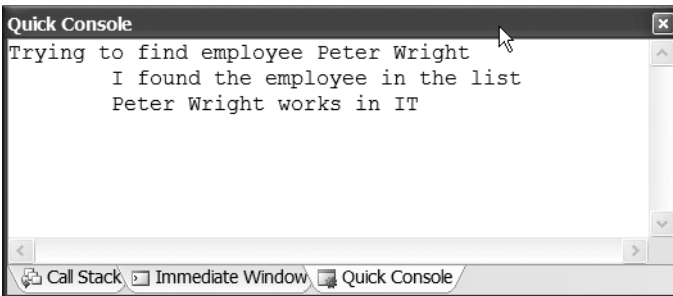 Quick Console
Trying to find employee Peter Wright
I found the employee in the list
Peter Wright works in IT
Call Stack Immediate Window Quick Console